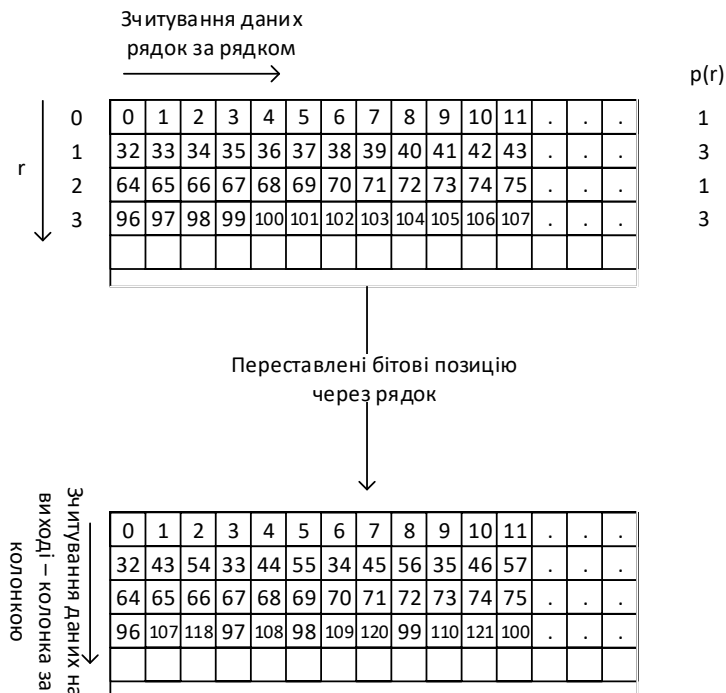 Зчитування даних
рядок за рядком
p(r)
0 0 1 2 3 4 5 6 7 8 9 10 11 . . . 1
1 32 33 34 35 36 37 38 39 40 41 42 43 . . . 3
r
2 64 65 66 67 68 69 70 71 72 73 74 75 . . . 1
3 96 97 98 99 100 101 102 103 104 105 106 107 . . . 3
Переставлені бітові позицію
через рядок
Зчитування даних на
виході – колонка за
колонкою
0 1 2 3 4 5 6 7 8 9 10 11 . . .
32 43 54 33 44 55 34 45 56 35 46 57 . . .
64 65 66 67 68 69 70 71 72 73 74 75 . . .
96 107 118 97 108 98 109 120 99 110 121 100 . . .